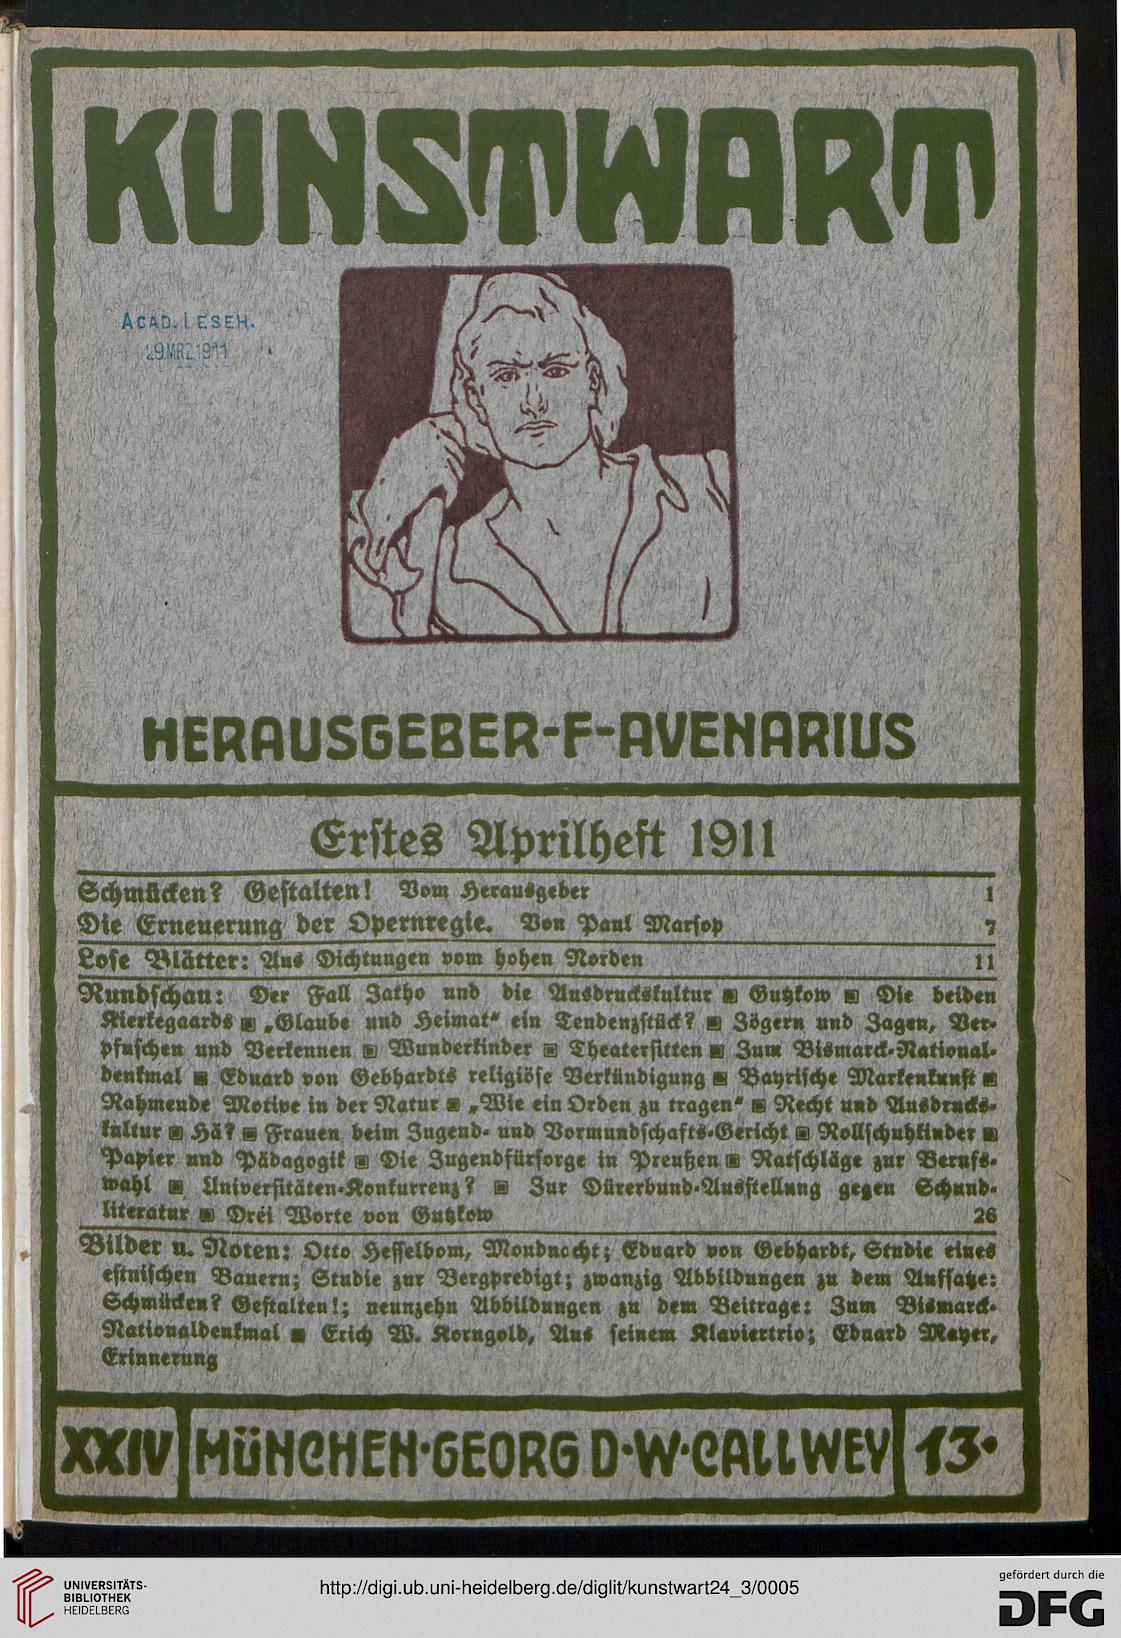 KUNSTWART
ACAD. LESEH.
29.MRZ.1911
HERAUSGEBER-F-AVENARIUS
Erstes Aprilheft 1911
Schmücken? Gestalten! Vom Herausgeber 1
Die Erneuerung der Opernregie. Von Paul Marsop 7
Lose Blätter: Aus Dichtungen vom hohen Norden 11
Rundschau: Der Fall Jatho und die Ausdruckskultur ▣ Gutzkow ▣ Die beiden
Kierkegaards ▣ „Glaube und Heimat“ ein Tendenzstück? ▣ Zögern und Zagen, Ver-
pfuschen und Verkennen ▣ Wunderkinder ▣ Theatersitten ▣ Zum Bismarck-National-
denkmal ▣ Eduard von Gebhardts religiöse Verkündigung ▣ Bayrische Markenkunst ▣
Rahmende Motive in der Natur ▣ „Wie ein Orden zu tragen“ ▣ Recht und Ausdrucks-
kultur ▣ Hä? ▣ Frauen beim Jugend- und Vormundschafts-Gericht ▣ Rollschuhkinder ▣
Papier und Pädagogik ▣ Die Jugendfürsorge in Preußen ▣ Ratschläge zur Berufs-
wahl ▣ Universitäten-Konkurrenz? ▣ Zur Dürerbund-Ausstellung gegen Schund-
literatur ▣ Drei Worte von Gutzkow 26
Bilder u. Noten: Otto Hesselbom, Mondnacht; Eduard von Gebhardt, Studie eines
estnischen Bauern; Studie zur Bergpredigt; zwanzig Abbildungen zu dem Aufsatze:
Schmücken? Gestalten!; neunzehn Abbildungen zu dem Beitrage: Zum Bismarck-
Nationaldenkmal ▣ Erich W. Korngold, Aus seinem Klaviertrio; Eduard Mayer,
Erinnerung
XXIV MÜNCHEN·GEORG D·W·CALLWEY 13·
UNIVERSITÄTS-
BIBLIOTHEK
HEIDELBERG
http://digi.ub.uni-heidelberg.de/diglit/kunstwart24_3/0005
gefördert durch die
DFG